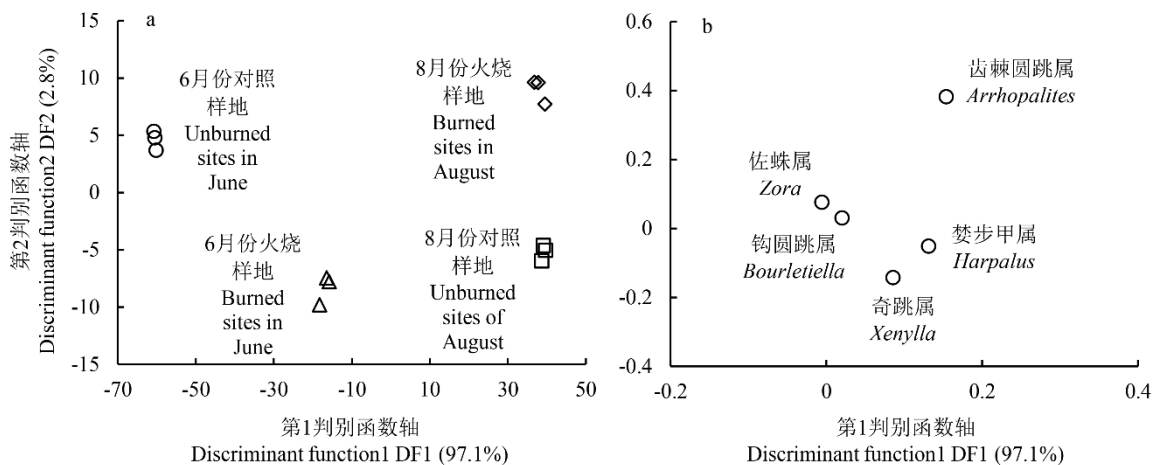 a
15
10
5
0
-5
-10
-15
-70
-50
-30
-10
10
30
50
第2判别函数轴
Discriminant function2 DF2 (2.8%)
6月份对照
样地
Unburned
sites in
June
8月份火烧
样地
Burned
sites in
August
6月份火烧
样地
Burned
sites in
June
8月份对照
样地
Unburned
sites of
August
第1判别函数轴
Discriminant function1 DF1 (97.1%)
b
0.6
0.4
0.2
0
-0.2
-0.4
-0.2
0
0.2
0.4
齿棘圆跳属
Arrhopalites
佐蛛属
Zora
钩圆跳属
Bourletiella
婪步甲属
Harpalus
奇跳属
Xenylla
第1判别函数轴
Discriminant function1 DF1 (97.1%)